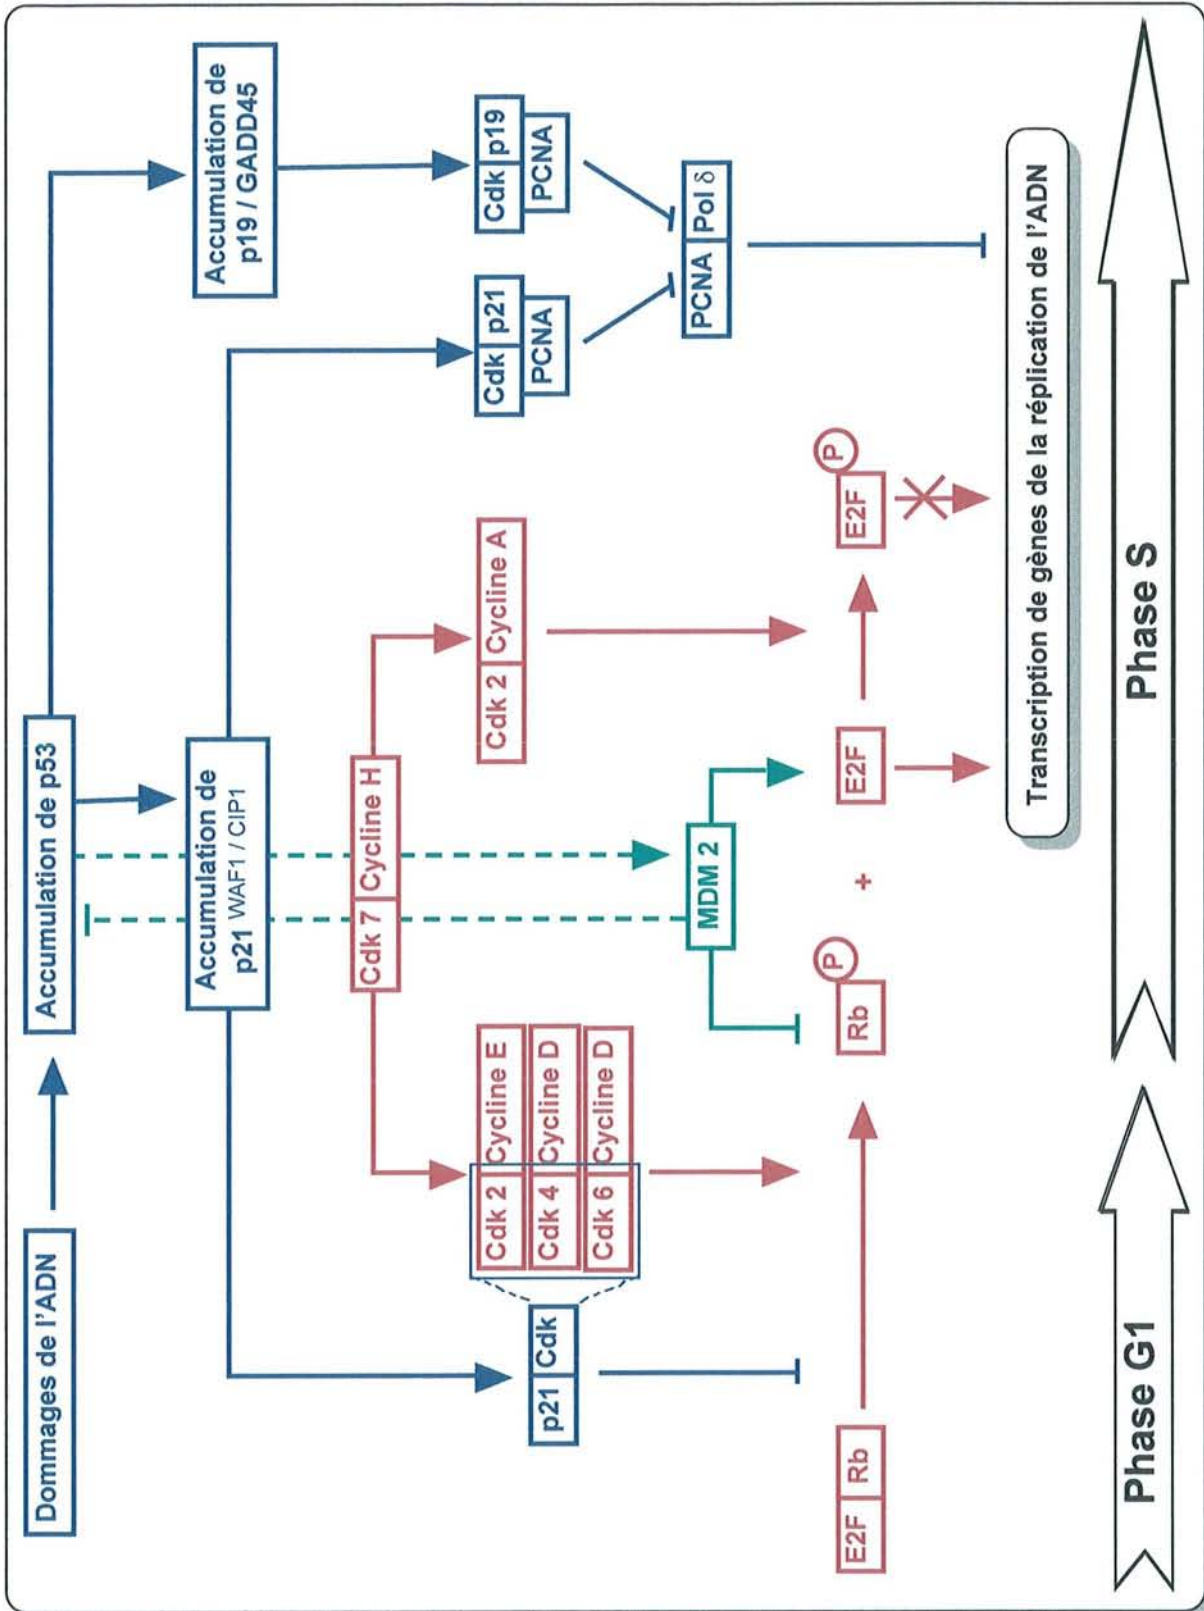 Dommages de l'ADN
Accumulation de p53
Accumulation de
p21 WAF1 / CIP1
Accumulation de
p19 / GADD45
Cdk 7 Cycline H
p21 Cdk
Cdk 2 Cycline E
Cdk 4 Cycline D
Cdk 6 Cycline D
Cdk 2 Cycline A
Cdk p21
PCNA
Cdk p19
PCNA
MDM 2
PCNA Pol δ
E2F Rb
Rb P
+
E2F
E2F P
Transcription de gènes de la réplication de l'ADN
Phase G1
Phase S